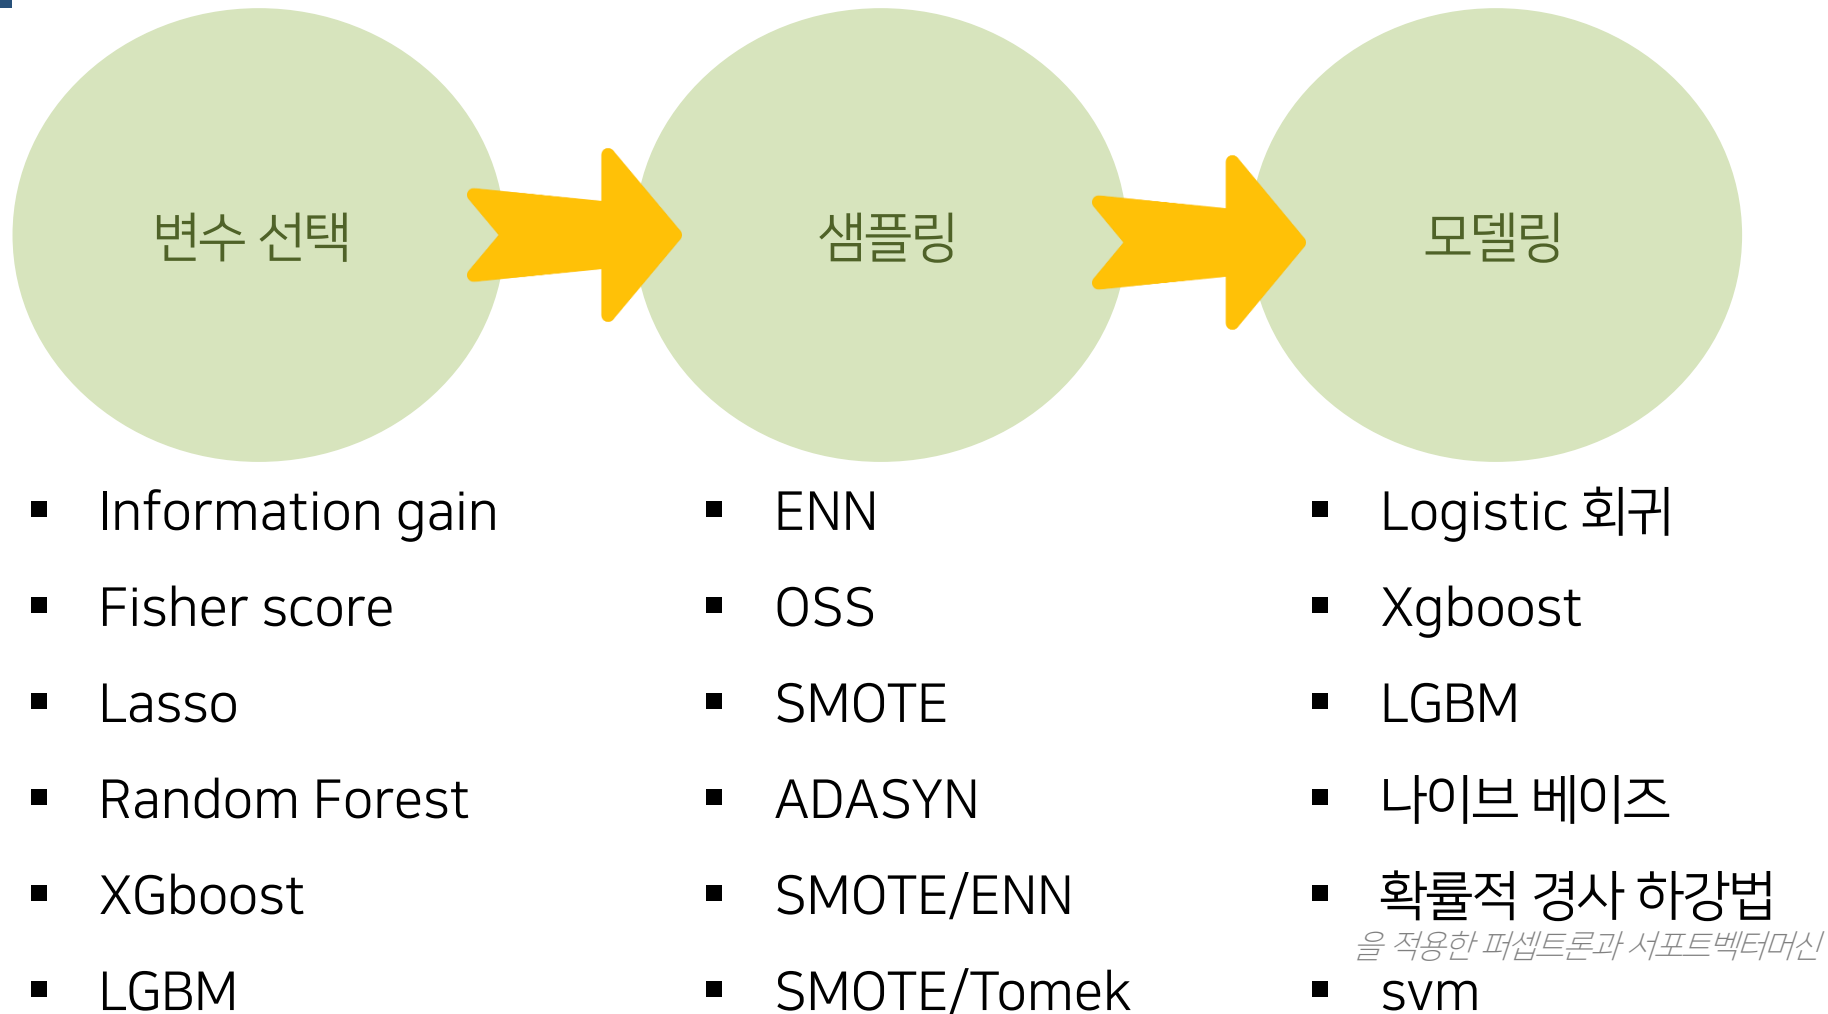 변수 선택
샘플링
모델링
Information gain
Fisher score
Lasso
Random Forest
XGboost
LGBM
ENN
OSS
SMOTE
ADASYN
SMOTE/ENN
SMOTE/Tomek
Logistic 회귀
Xgboost
LGBM
나이브 베이즈
확률적 경사 하강법
을 적용한 퍼셉트론과 서포트벡터머신
svm